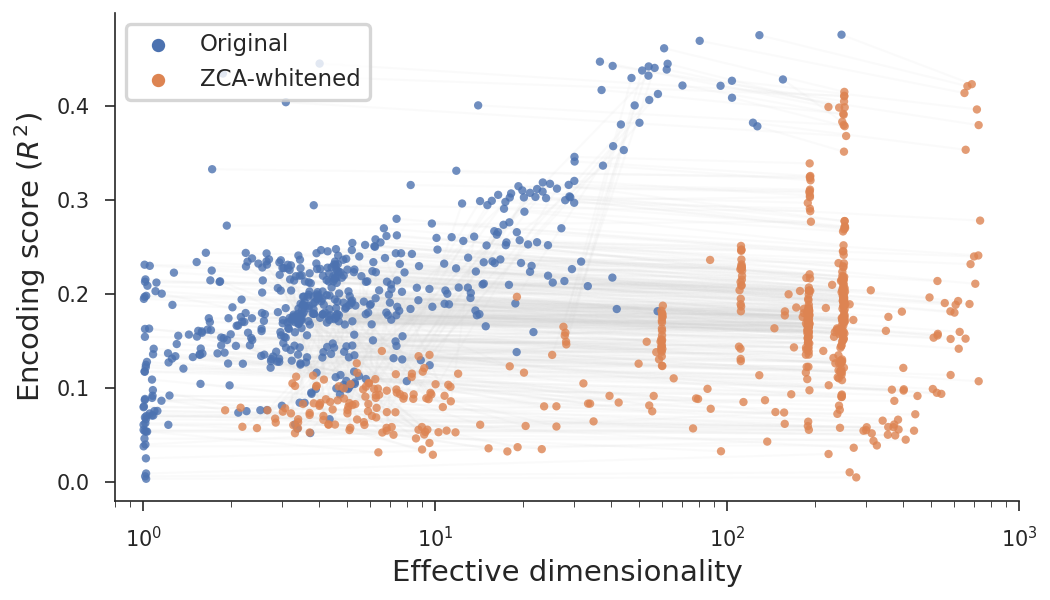 Original
ZCA-whitened
Encoding score (R²)
0.4
0.3
0.2
0.1
0.0
10⁰ 10¹ 10² 10³
Effective dimensionality